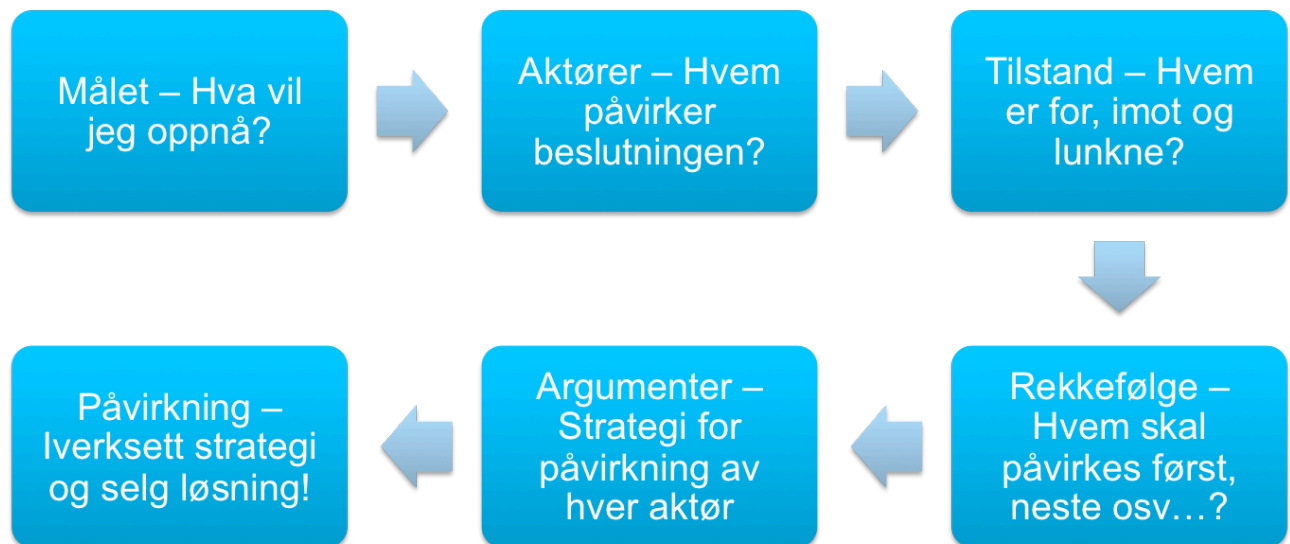 Målet – Hva vil
jeg oppnå?
Aktører – Hvem
påvirker
beslutningen?
Tilstand – Hvem
er for, imot og
lunkne?
Rekkefølge –
Hvem skal
påvirkes først,
neste osv…?
Argumenter –
Strategi for
påvirkning av
hver aktør
Påvirkning –
Iverksett strategi
og selg løsning!